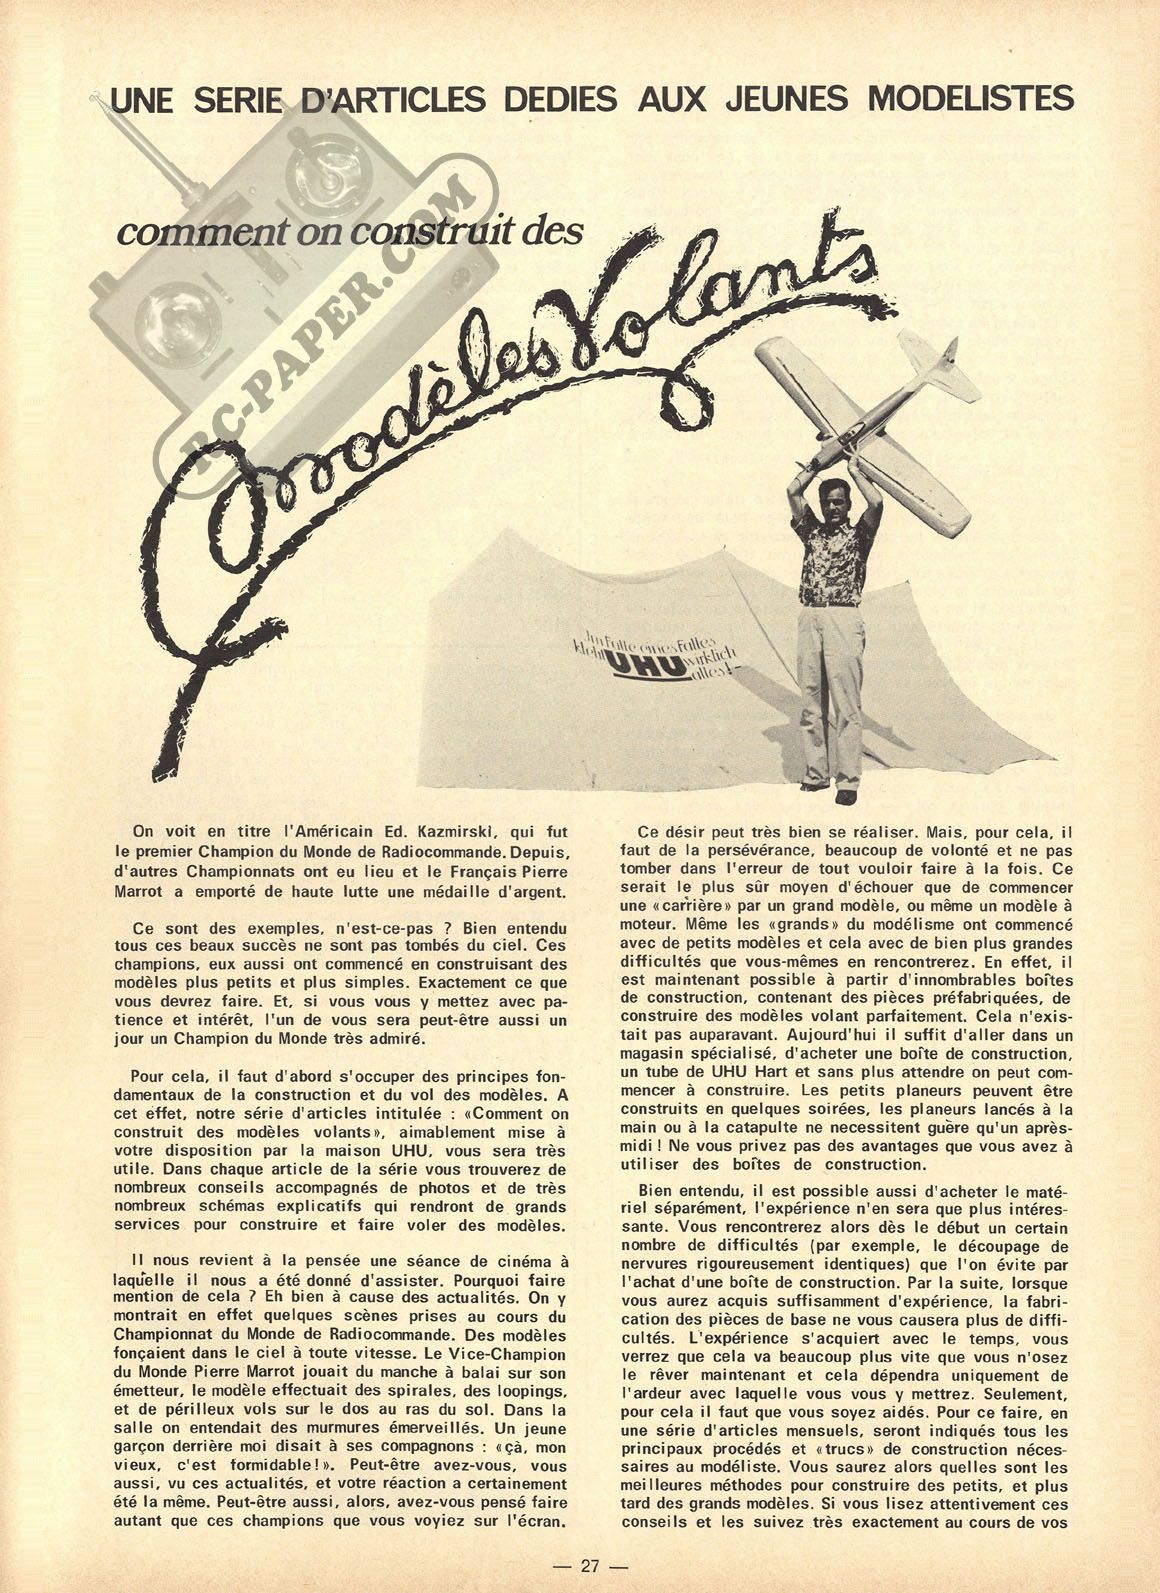 UNE SERIE D'ARTICLES DEDIES AUX JEUNES MODELISTES
comment on construit des
modèles Volants
RC-PAPER.COM
Im Falle eines Falles
klebt UHU wirklich
alles!
On voit en titre l'Américain Ed. Kazmirski, qui fut
le premier Champion du Monde de Radiocommande. Depuis,
d'autres Championnats ont eu lieu et le Français Pierre
Marrot a emporté de haute lutte une médaille d'argent.
Ce sont des exemples, n'est-ce-pas ? Bien entendu
tous ces beaux succès ne sont pas tombés du ciel. Ces
champions, eux aussi ont commencé en construisant des
modèles plus petits et plus simples. Exactement ce que
vous devrez faire. Et, si vous vous y mettez avec pa-
tience et intérêt, l'un de vous sera peut-être aussi un
jour un Champion du Monde très admiré.
Pour cela, il faut d'abord s'occuper des principes fon-
damentaux de la construction et du vol des modèles. A
cet effet, notre série d'articles intitulée : «Comment on
construit des modèles volants», aimablement mise à
votre disposition par la maison UHU, vous sera très
utile. Dans chaque article de la série vous trouverez de
nombreux conseils accompagnés de photos et de très
nombreux schémas explicatifs qui rendront de grands
services pour construire et faire voler des modèles.
Il nous revient à la pensée une séance de cinéma à
laquelle il nous a été donné d'assister. Pourquoi faire
mention de cela ? Eh bien à cause des actualités. On y
montrait en effet quelques scènes prises au cours du
Championnat du Monde de Radiocommande. Des modèles
fonçaient dans le ciel à toute vitesse. Le Vice-Champion
du Monde Pierre Marrot jouait du manche à balai sur son
émetteur, le modèle effectuait des spirales, des loopings,
et de périlleux vols sur le dos au ras du sol. Dans la
salle on entendait des murmures émerveillés. Un jeune
garçon derrière moi disait à ses compagnons : «çà, mon
vieux, c'est formidable!». Peut-être avez-vous, vous
aussi, vu ces actualités, et votre réaction a certainement
été la même. Peut-être aussi, alors, avez-vous pensé faire
autant que ces champions que vous voyiez sur l'écran.
Ce désir peut très bien se réaliser. Mais, pour cela, il
faut de la persévérance, beaucoup de volonté et ne pas
tomber dans l'erreur de tout vouloir faire à la fois. Ce
serait le plus sûr moyen d'échouer que de commencer
une «carrière» par un grand modèle, ou même un modèle à
moteur. Même les «grands» du modélisme ont commencé
avec de petits modèles et cela avec de bien plus grandes
difficultés que vous-mêmes en rencontrerez. En effet, il
est maintenant possible à partir d'innombrables boîtes
de construction, contenant des pièces préfabriquées, de
construire des modèles volant parfaitement. Cela n'exis-
tait pas auparavant. Aujourd'hui il suffit d'aller dans un
magasin spécialisé, d'acheter une boîte de construction,
un tube de UHU Hart et sans plus attendre on peut com-
mencer à construire. Les petits planeurs peuvent être
construits en quelques soirées, les planeurs lancés à la
main ou à la catapulte ne necessitent guère qu'un après-
midi ! Ne vous privez pas des avantages que vous avez à
utiliser des boîtes de construction.
Bien entendu, il est possible aussi d'acheter le maté-
riel séparément, l'expérience n'en sera que plus intéres-
sante. Vous rencontrerez alors dès le début un certain
nombre de difficultés (par exemple, le découpage de
nervures rigoureusement identiques) que l'on évite par
l'achat d'une boîte de construction. Par la suite, lorsque
vous aurez acquis suffisamment d'expérience, la fabri-
cation des pièces de base ne vous causera plus de diffi-
cultés. L'expérience s'acquiert avec le temps, vous
verrez que cela va beaucoup plus vite que vous n'osez
le rêver maintenant et cela dépendra uniquement de
l'ardeur avec laquelle vous vous y mettrez. Seulement,
pour cela il faut que vous soyez aidés. Pour ce faire, en
une série d'articles mensuels, seront indiqués tous les
principaux procédés et «trucs» de construction néces-
saires au modéliste. Vous saurez alors quelles sont les
meilleures méthodes pour construire des petits, et plus
tard des grands modèles. Si vous lisez attentivement ces
conseils et les suivez très exactement au cours de vos
— 27 —